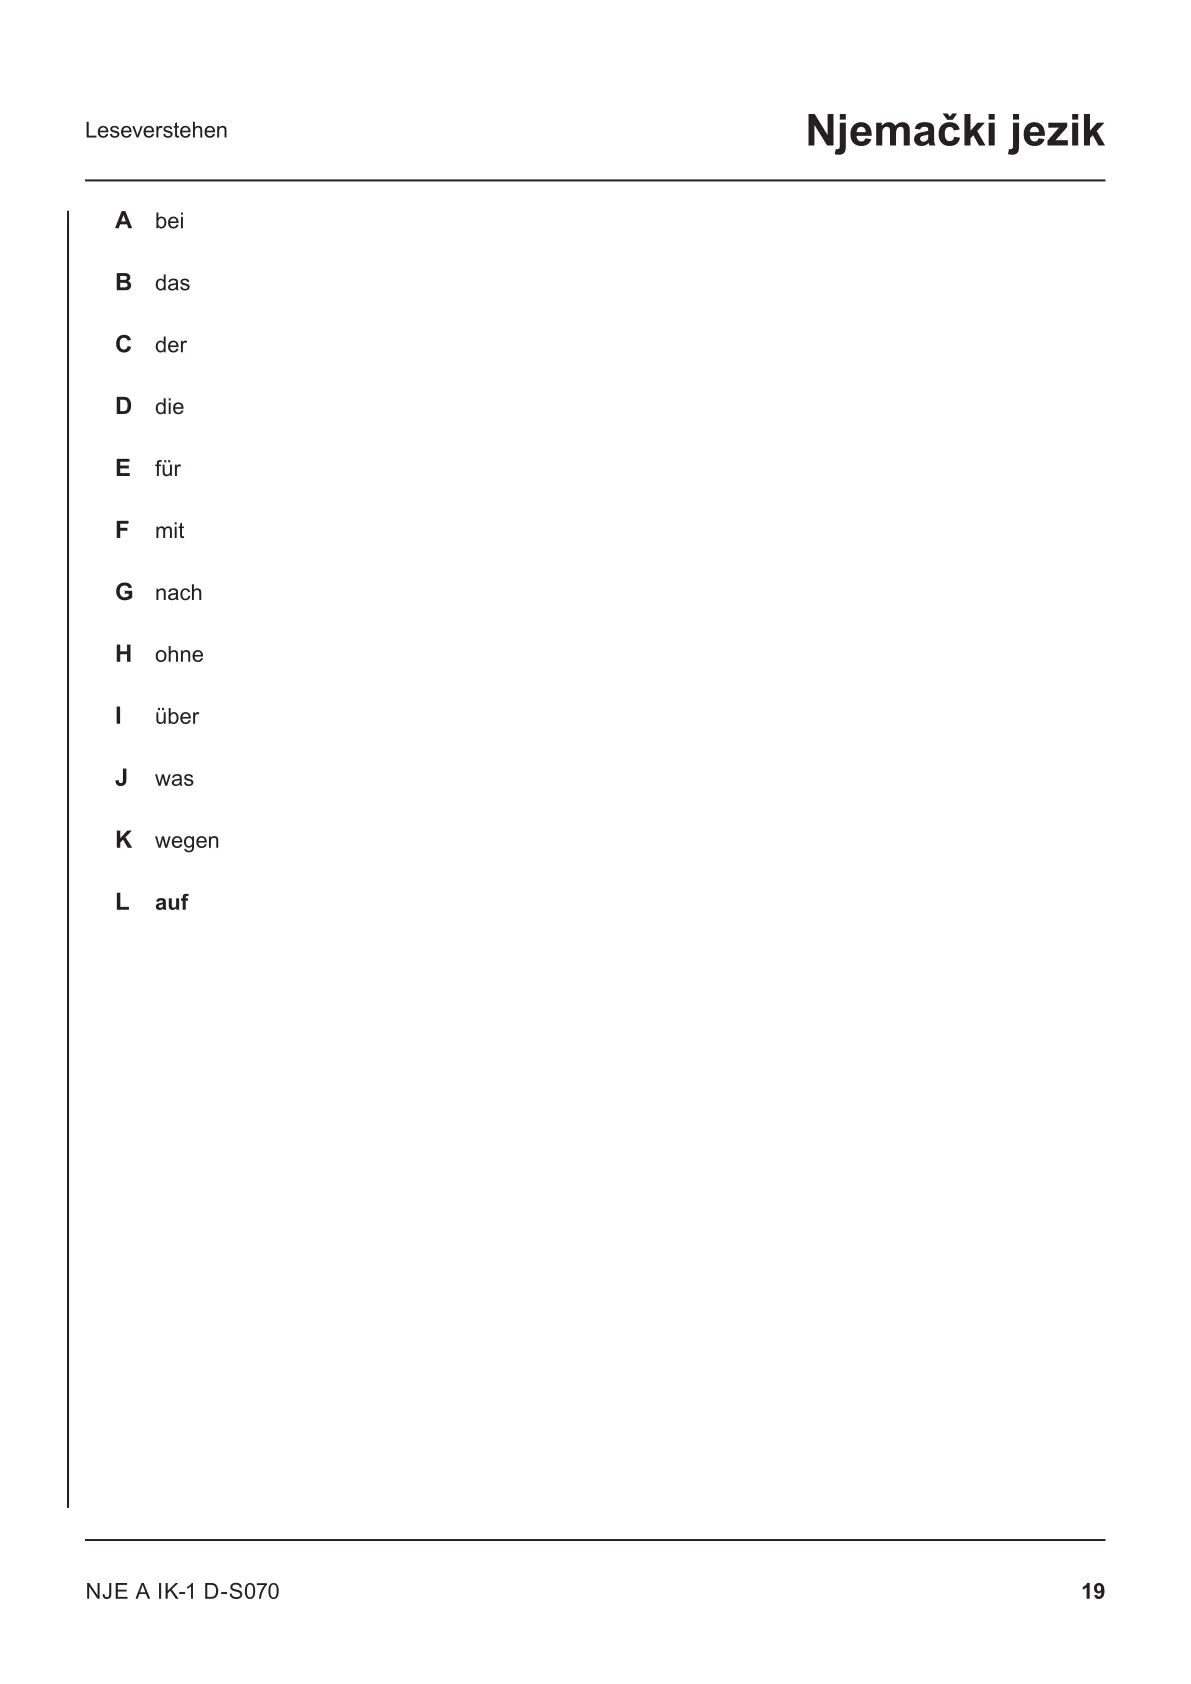 Leseverstehen
Njemački jezik
A bei
B das
C der
D die
E für
F mit
G nach
H ohne
I über
J was
K wegen
L auf
NJE A IK-1 D-S070
19